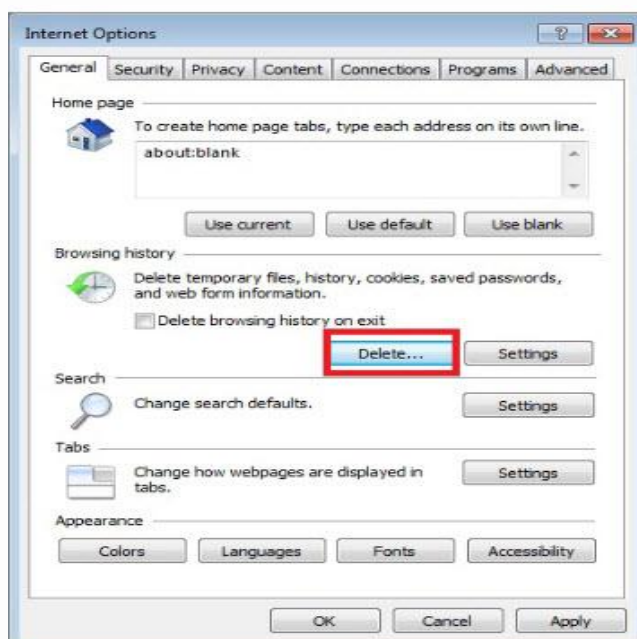 Internet Options
General Security Privacy Content Connections Programs Advanced
Home page
To create home page tabs, type each address on its own line.
about:blank
Use current Use default Use blank
Browsing history
Delete temporary files, history, cookies, saved passwords,
and web form information.
Delete browsing history on exit
Delete... Settings
Search
Change search defaults. Settings
Tabs
Change how webpages are displayed in Settings
tabs.
Appearance
Colors Languages Fonts Accessibility
OK Cancel Apply